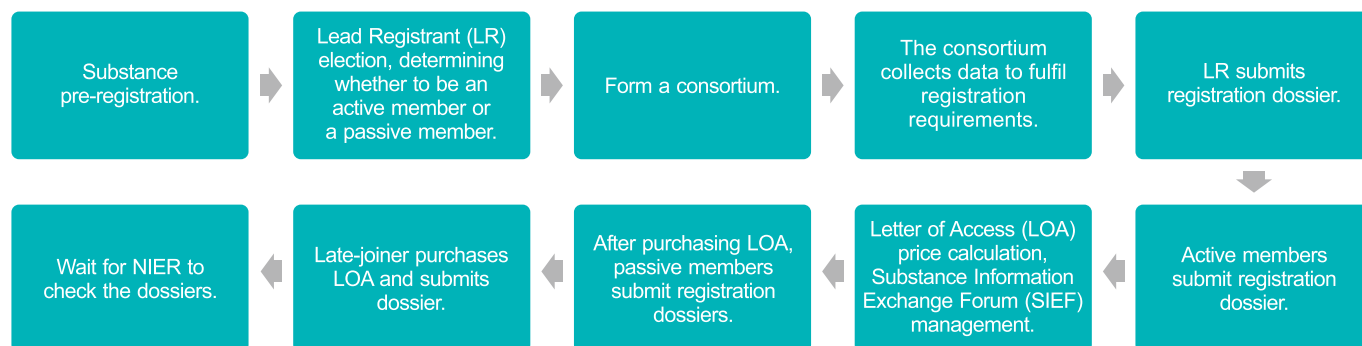 Substance
pre-registration.
Lead Registrant (LR)
election, determining
whether to be an
active member or
a passive member.
Form a consortium.
The consortium
collects data to fulfil
registration
requirements.
LR submits
registration dossier.
Active members
submit registration
dossier.
Letter of Access (LOA)
price calculation,
Substance Information
Exchange Forum (SIEF)
management.
After purchasing LOA,
passive members
submit registration
dossiers.
Late-joiner purchases
LOA and submits
dossier.
Wait for NIER to
check the dossiers.